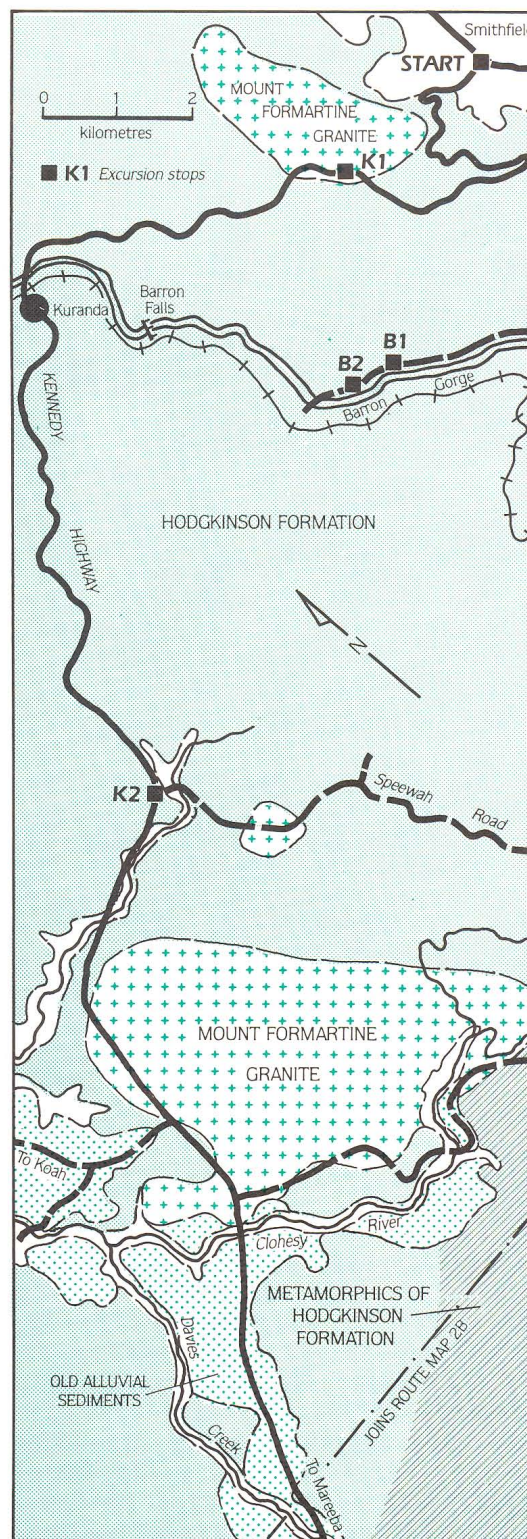 Smithfield
START
MOUNT
FORMARTINE
GRANITE
0 1 2
kilometres
K1
K1 Excursion stops
Barron
Falls
Kuranda
B1
B2
Barron Gorge
KENNEDY
HIGHWAY
HODGKINSON FORMATION
N
K2
Speewah
Road
MOUNT FORMARTINE
GRANITE
To Koah
Clohesy River
METAMORPHICS OF
HODGKINSON
FORMATION
Davies
Creek
OLD ALLUVIAL
SEDIMENTS
JOINS ROUTE MAP 2B
To Mareeba